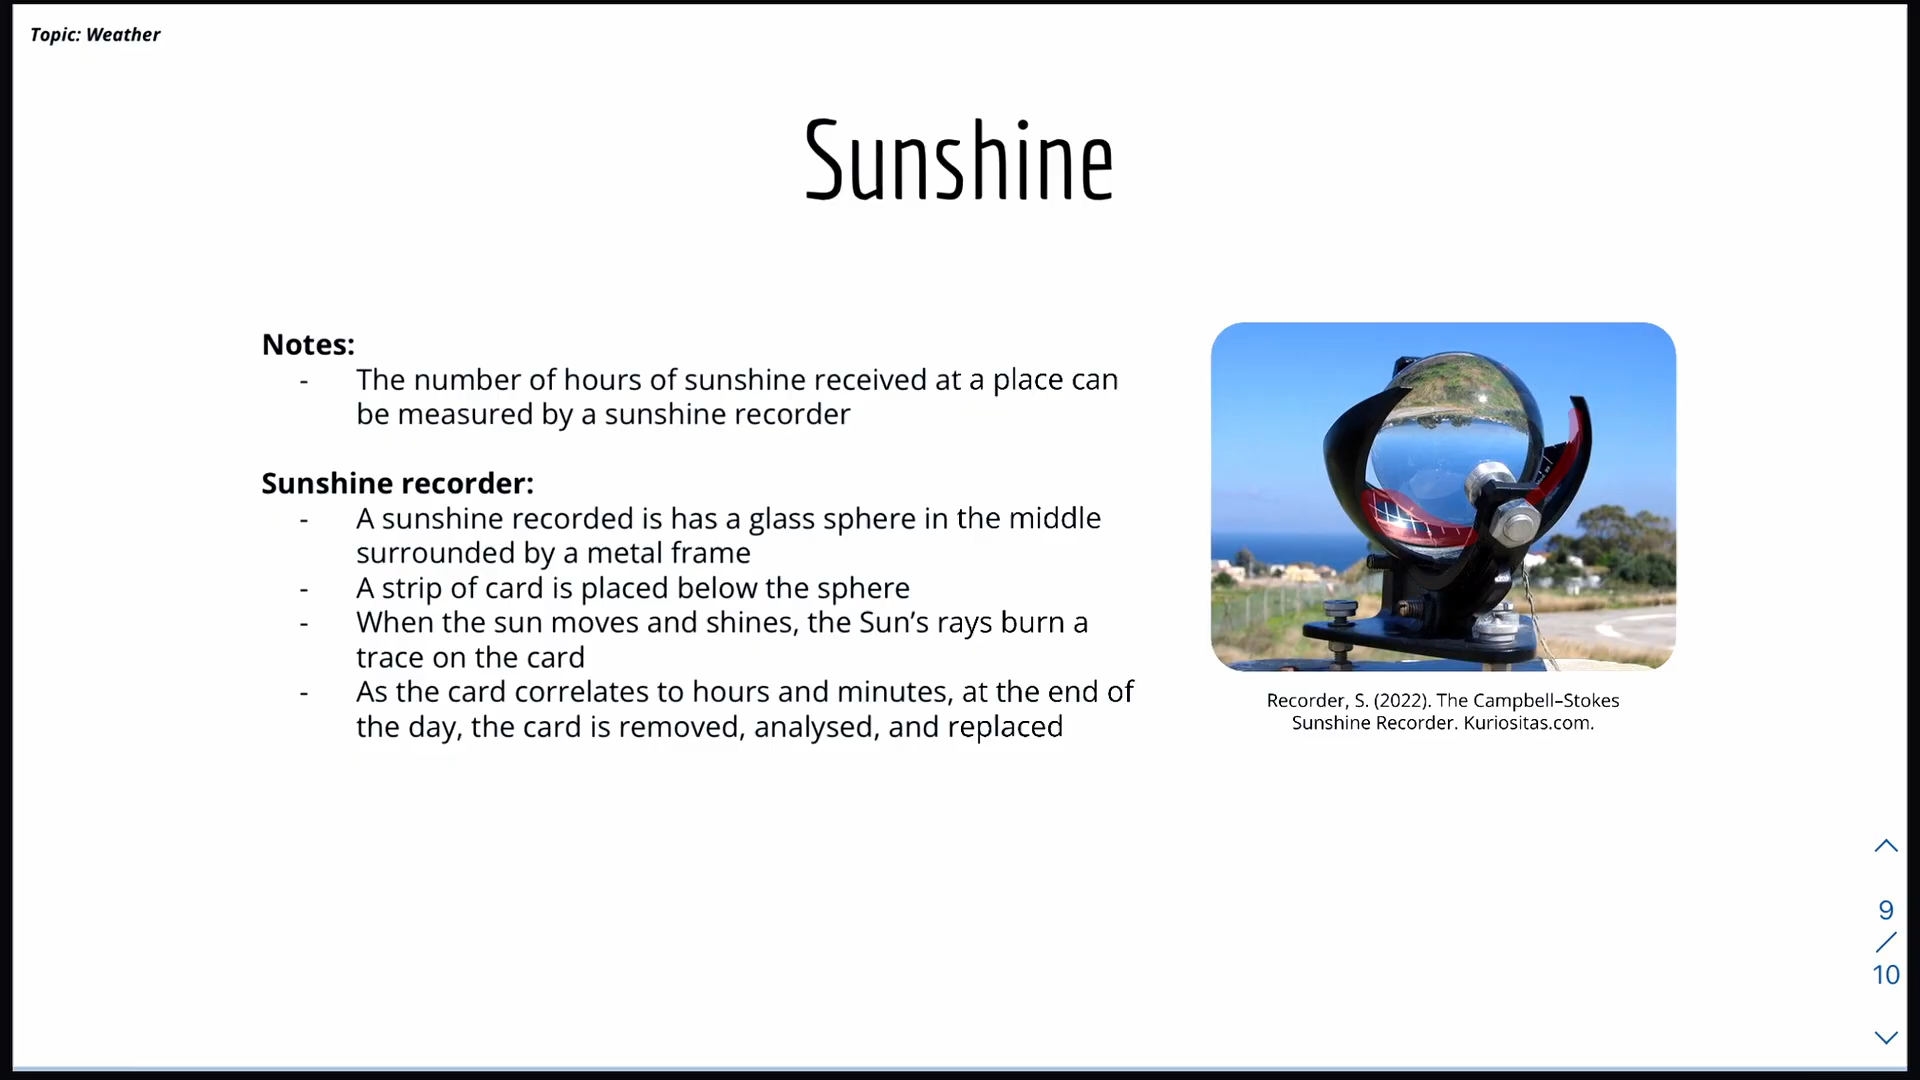 Topic: Weather
Sunshine
Notes:
- The number of hours of sunshine received at a place can
be measured by a sunshine recorder
Sunshine recorder:
- A sunshine recorded is has a glass sphere in the middle
surrounded by a metal frame
- A strip of card is placed below the sphere
- When the sun moves and shines, the Sun’s rays burn a
trace on the card
- As the card correlates to hours and minutes, at the end of
the day, the card is removed, analysed, and replaced
Recorder, S. (2022). The Campbell–Stokes
Sunshine Recorder. Kuriositas.com.
9
/
10